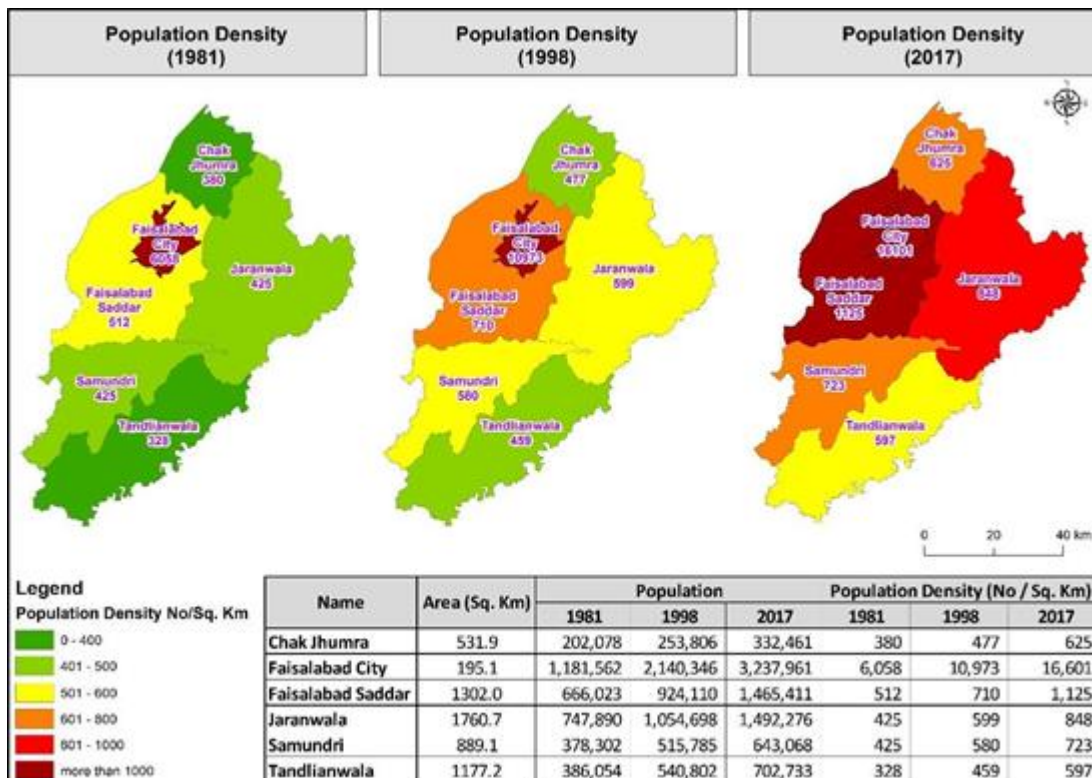 Population Density
(1981)
Population Density
(1998)
Population Density
(2017)
Chak
Jhumra
380
Faisalabad
City
6058
Jaranwala
425
Faisalabad
Saddar
512
Samundri
425
Tandlianwala
328
Chak
Jhumra
477
Faisalabad
City
10973
Jaranwala
599
Faisalabad
Saddar
710
Samundri
580
Tandlianwala
459
Chak
Jhumra
625
Faisalabad
City
16101
Jaranwala
848
Faisalabad
Saddar
1125
Samundri
723
Tandlianwala
597
0 20 40 km
Legend
Population Density No/Sq. Km
0 - 400
401 - 500
501 - 600
601 - 800
801 - 1000
more than 1000
Name Area (Sq. Km) Population Population Density (No / Sq. Km)
1981 1998 2017 1981 1998 2017
Chak Jhumra 531.9 202,078 253,806 332,461 380 477 625
Faisalabad City 195.1 1,181,562 2,140,346 3,237,961 6,058 10,973 16,601
Faisalabad Saddar 1302.0 666,023 924,110 1,465,411 512 710 1,125
Jaranwala 1760.7 747,890 1,054,698 1,492,276 425 599 848
Samundri 889.1 378,302 515,785 643,068 425 580 723
Tandlianwala 1177.2 386,054 540,802 702,733 328 459 597